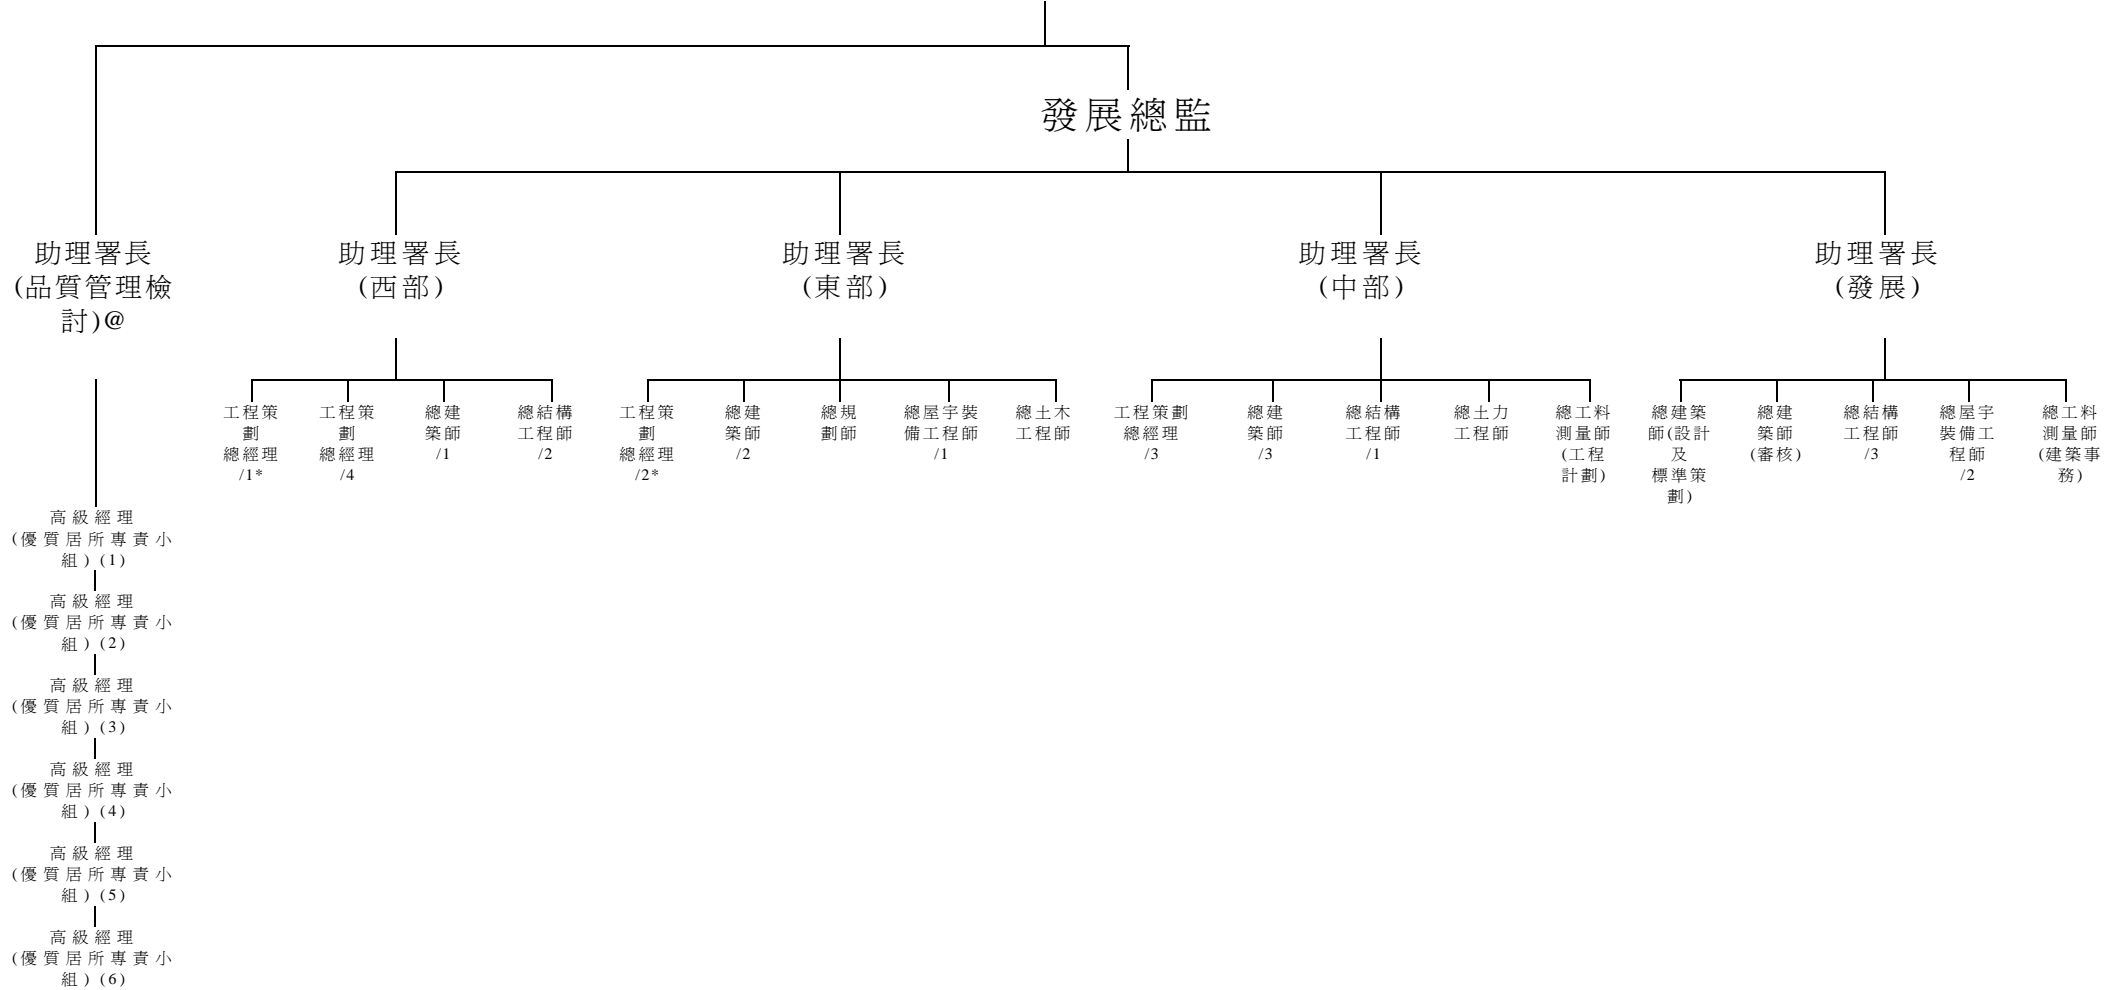 發展總監
助理署長
(品質管理檢
討)@
助理署長
(西部)
助理署長
(東部)
助理署長
(中部)
助理署長
(發展)
工程策
劃
總經理
/1*
工程策
劃
總經理
/4
總建
築師
/1
總結構
工程師
/2
工程策
劃
總經理
/2*
總建
築師
/2
總規
劃師
總屋宇裝
備工程師
/1
總土木
工程師
工程策劃
總經理
/3
總建
築師
/3
總結構
工程師
/1
總土力
工程師
總工料
測量師
(工程
計劃)
總建築
師(設計
及
標準策
劃)
總建
築師
(審核)
總結構
工程師
/3
總屋宇
裝備工
程師
/2
總工料
測量師
(建築事
務)
高級經理
(優質居所專責小
組)(1)
高級經理
(優質居所專責小
組)(2)
高級經理
(優質居所專責小
組)(3)
高級經理
(優質居所專責小
組)(4)
高級經理
(優質居所專責小
組)(5)
高級經理
(優質居所專責小
組)(6)